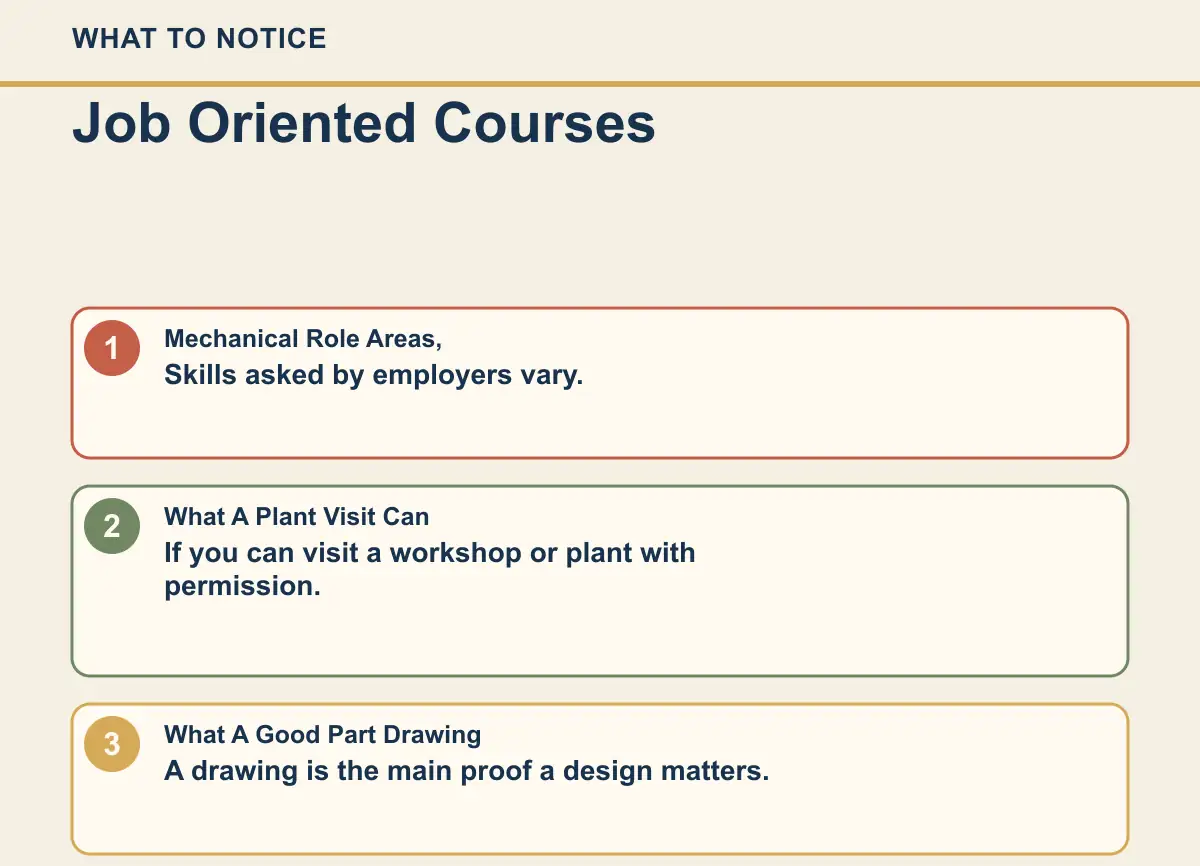 WHAT TO NOTICE
Job Oriented Courses
1
Mechanical Role Areas,
Skills asked by employers vary.
2
What A Plant Visit Can
If you can visit a workshop or plant with
permission.
3
What A Good Part Drawing
A drawing is the main proof a design matters.